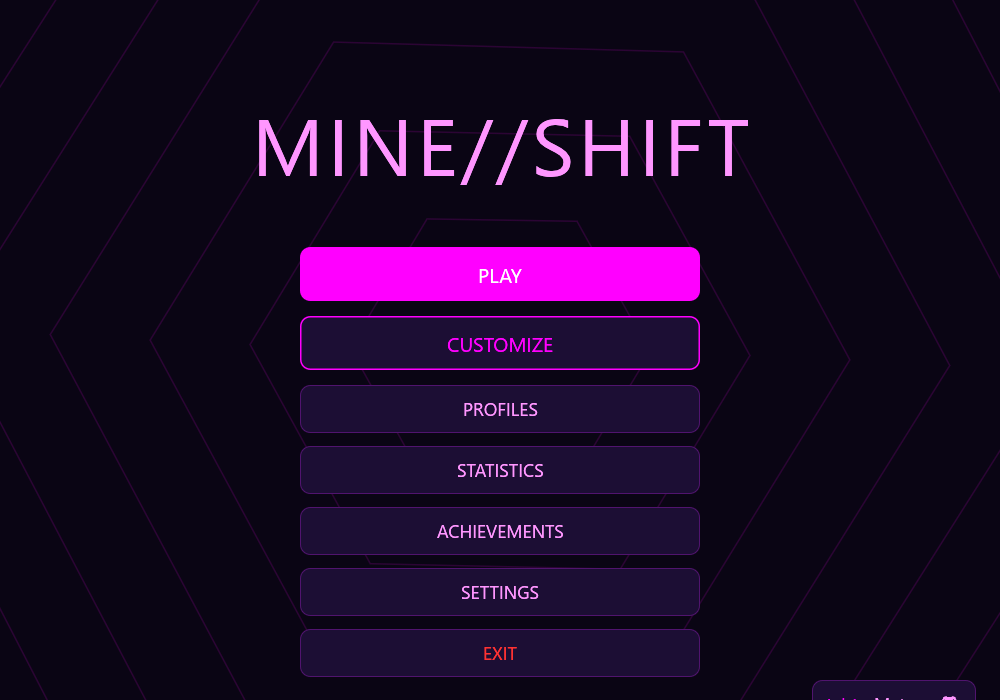 MINE//SHIFT
PLAY
CUSTOMIZE
PROFILES
STATISTICS
ACHIEVEMENTS
SETTINGS
EXIT